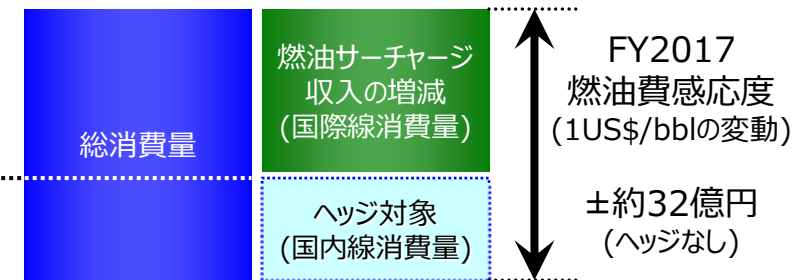 総消費量
燃油サーチャージ
収入の増減
(国際線消費量)
ヘッジ対象
(国内線消費量)
FY2017
燃油費感応度
(1US$/bblの変動)
±約32億円
(ヘッジなし)